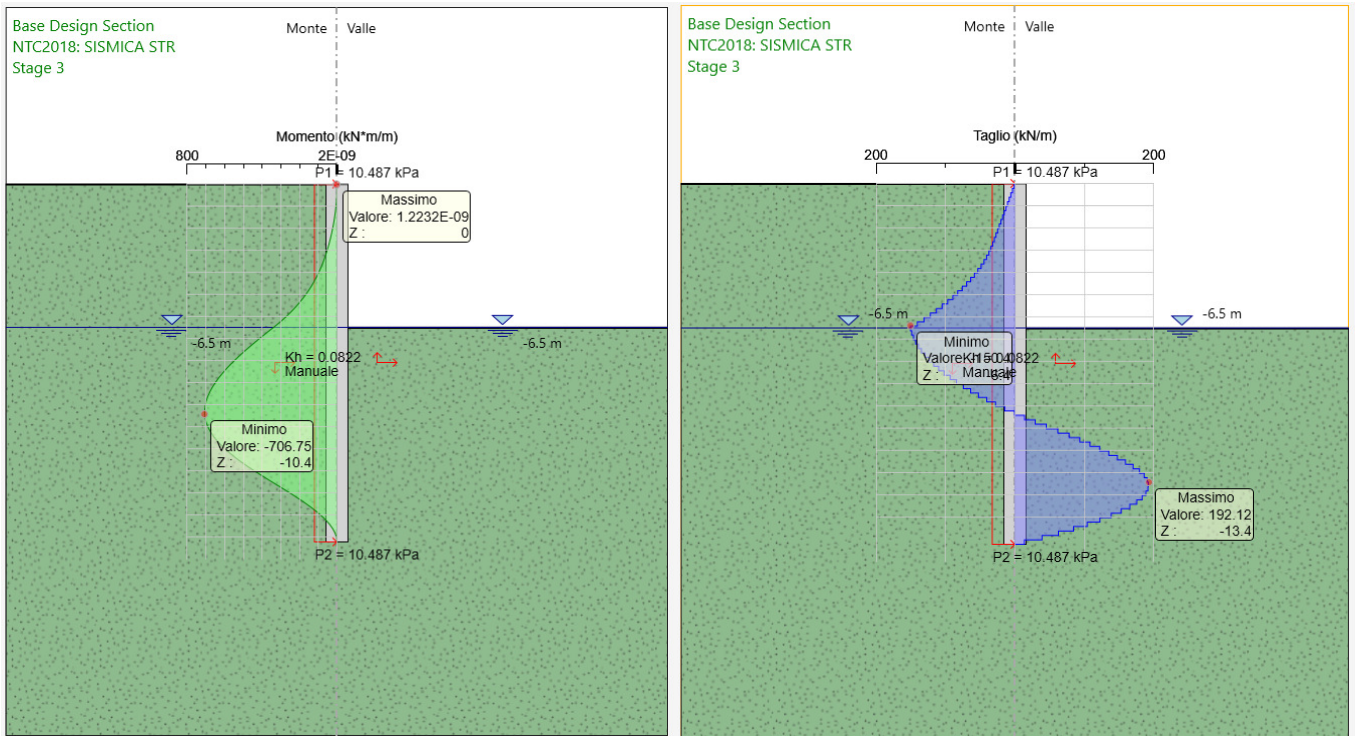 Base Design Section
NTC2018: SISMICA STR
Stage 3
Monte
Valle
Momento (kN*m/m)
800
2E-09
P1 = 10.487 kPa
Massimo
Valore: 1.2232E-09
Z : 0
-6.5 m
-6.5 m
Kh = 0.0822
Manuale
Minimo
Valore: -706.75
Z : -10.4
P2 = 10.487 kPa
Base Design Section
NTC2018: SISMICA STR
Stage 3
Monte
Valle
Taglio (kN/m)
200
200
P1 = 10.487 kPa
-6.5 m
-6.5 m
Minimo
Manuale
Z :
Massimo
Valore: 192.12
Z : -13.4
P2 = 10.487 kPa